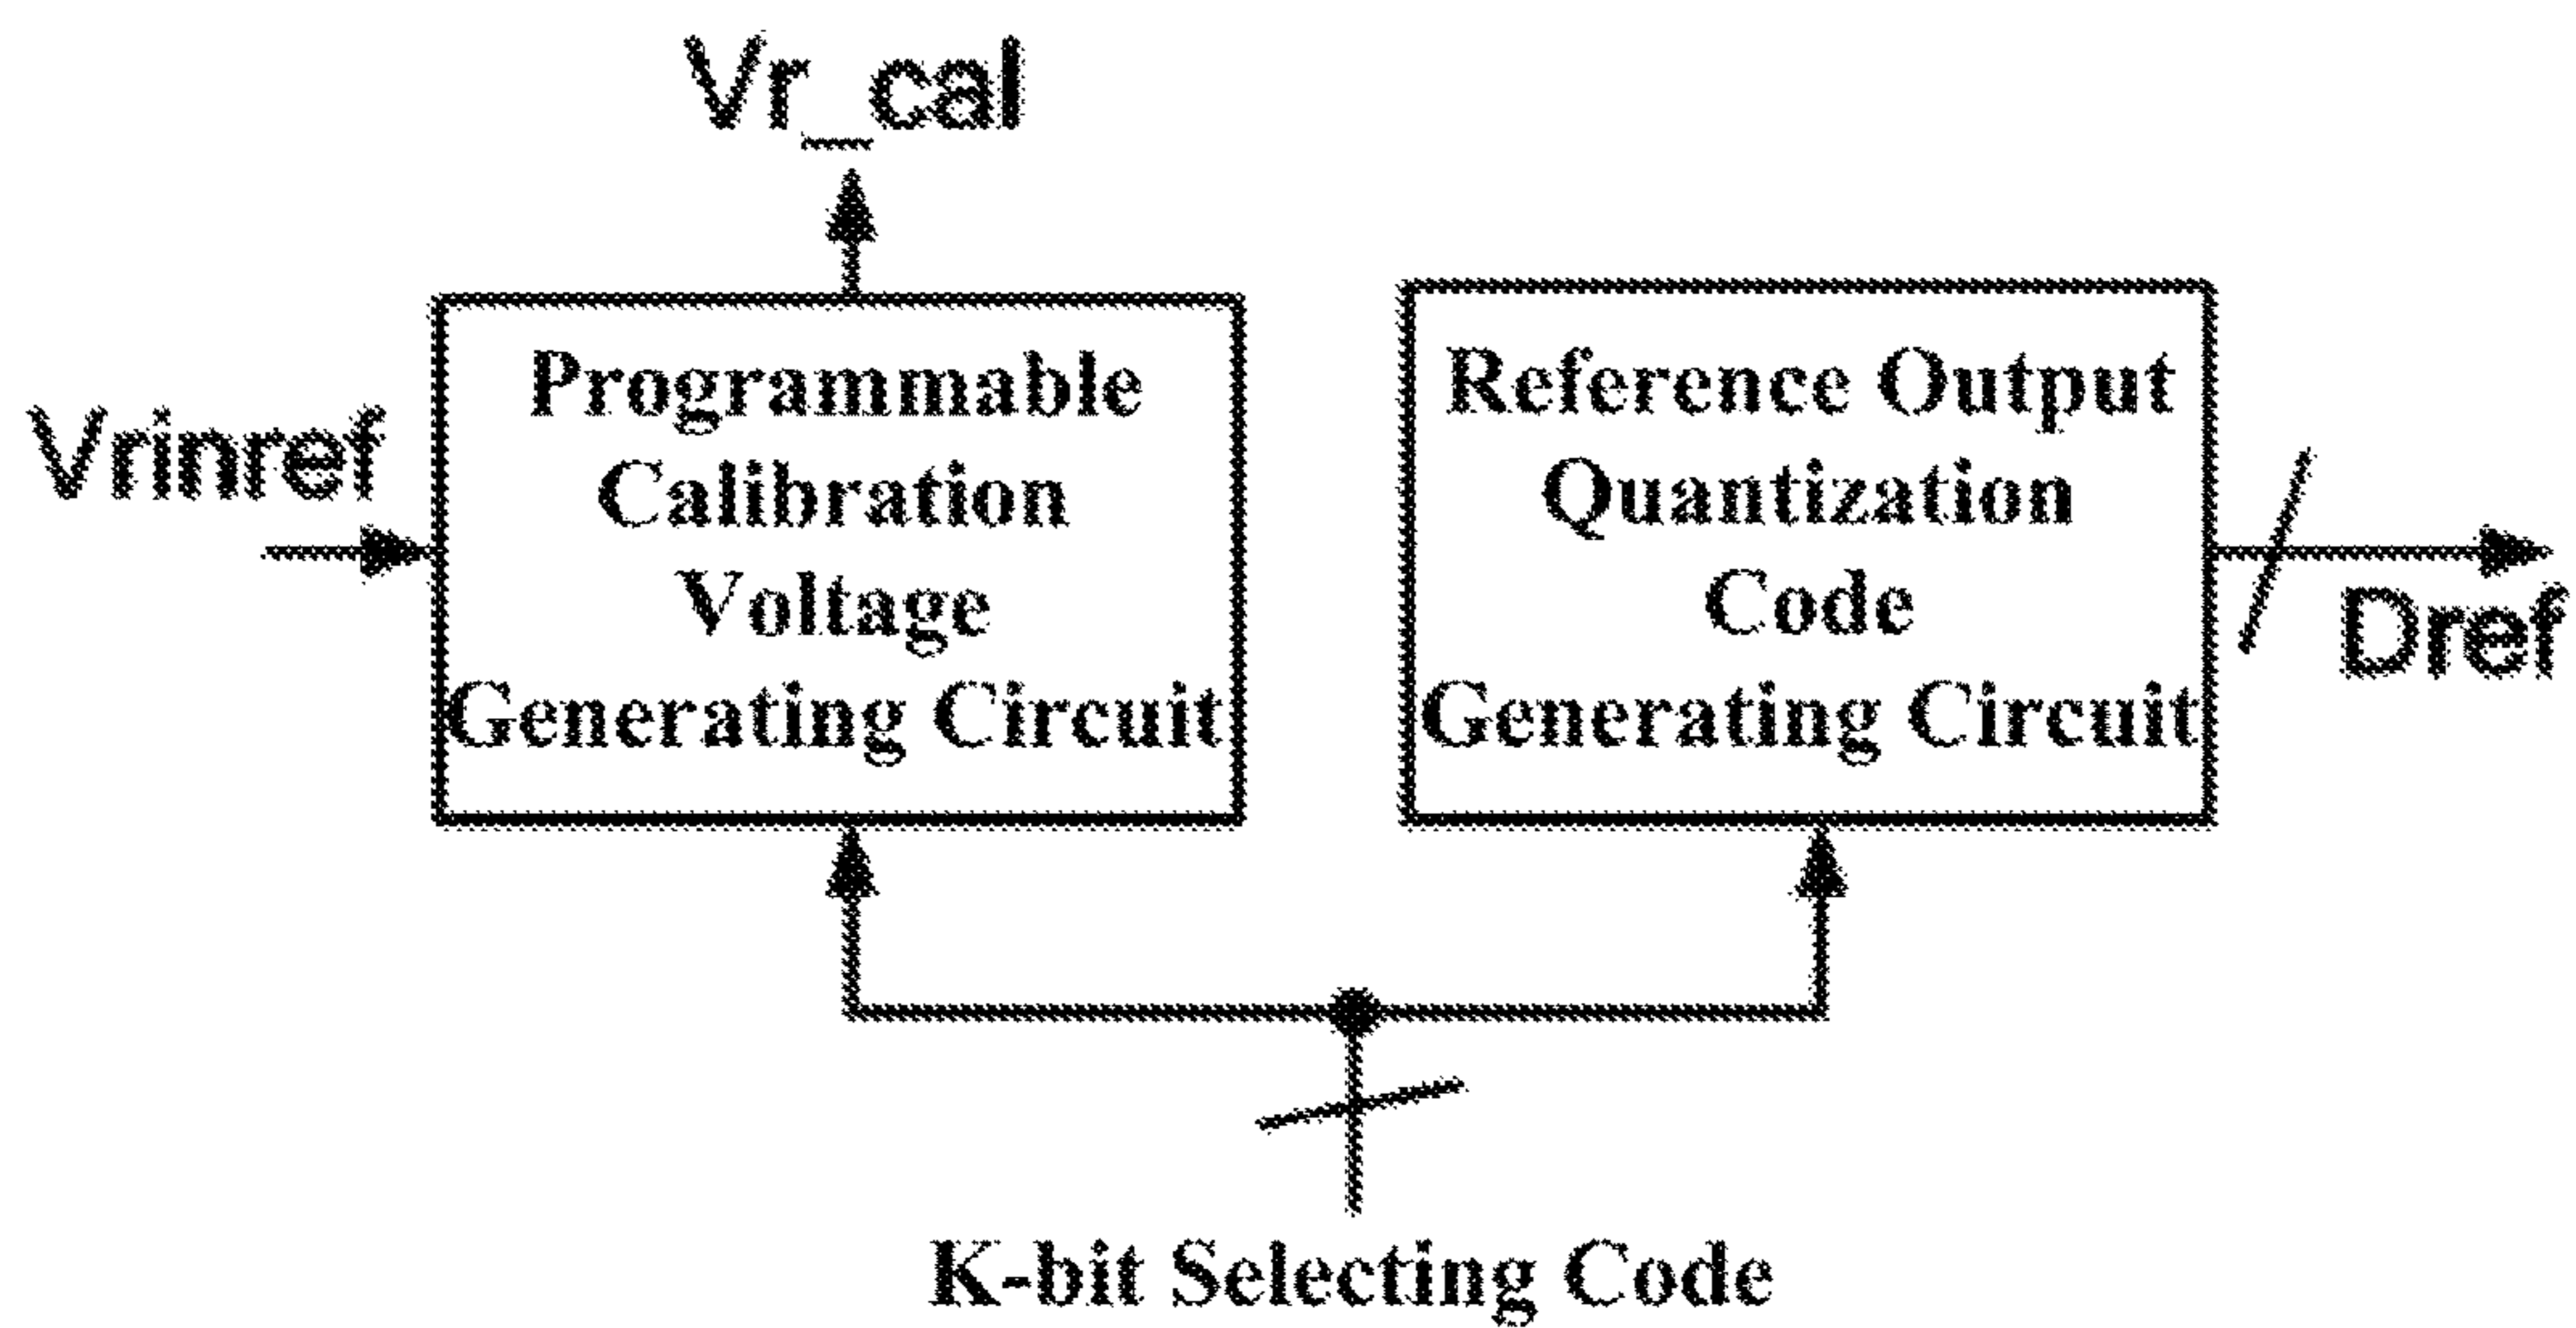 Vr_cal
Vrinref
Programmable
Calibration
Voltage
Generating Circuit
Reference Output
Quantization
Code
Generating Circuit
Dref
K-bit Selecting Code